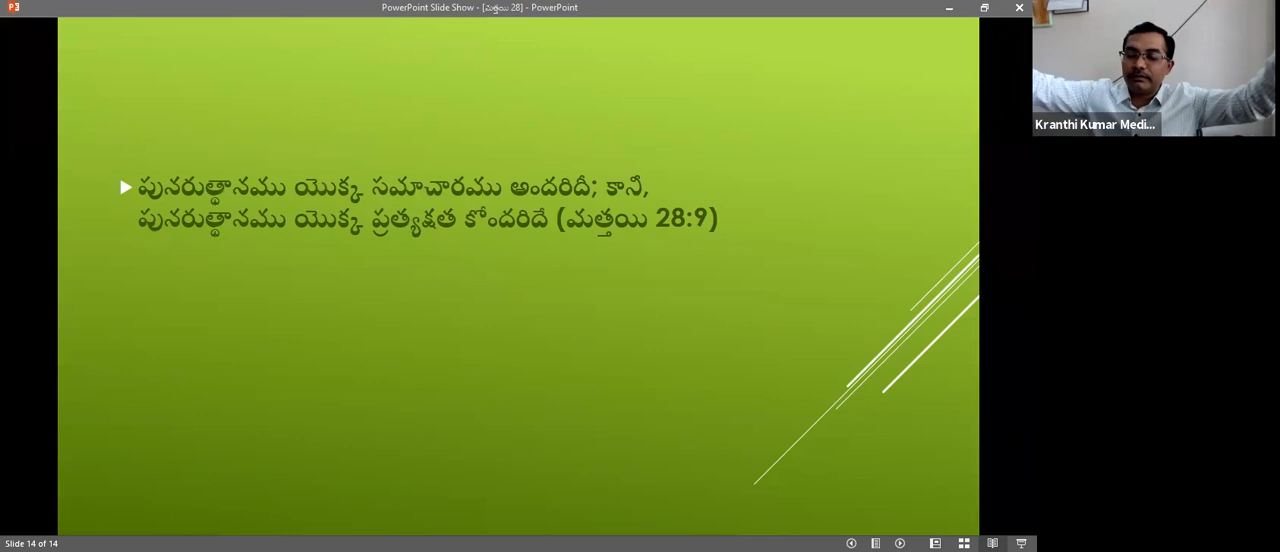 PowerPoint Slide Show - [మత్తయి 28] - PowerPoint
Kranthi Kumar Medi...
పునరుత్థానము యొక్క సమాచారము అందరిదీ; కానీ,
పునరుత్థానము యొక్క ప్రత్యక్షత కోందరిదే (మత్తయి 28:9)
Slide 14 of 14